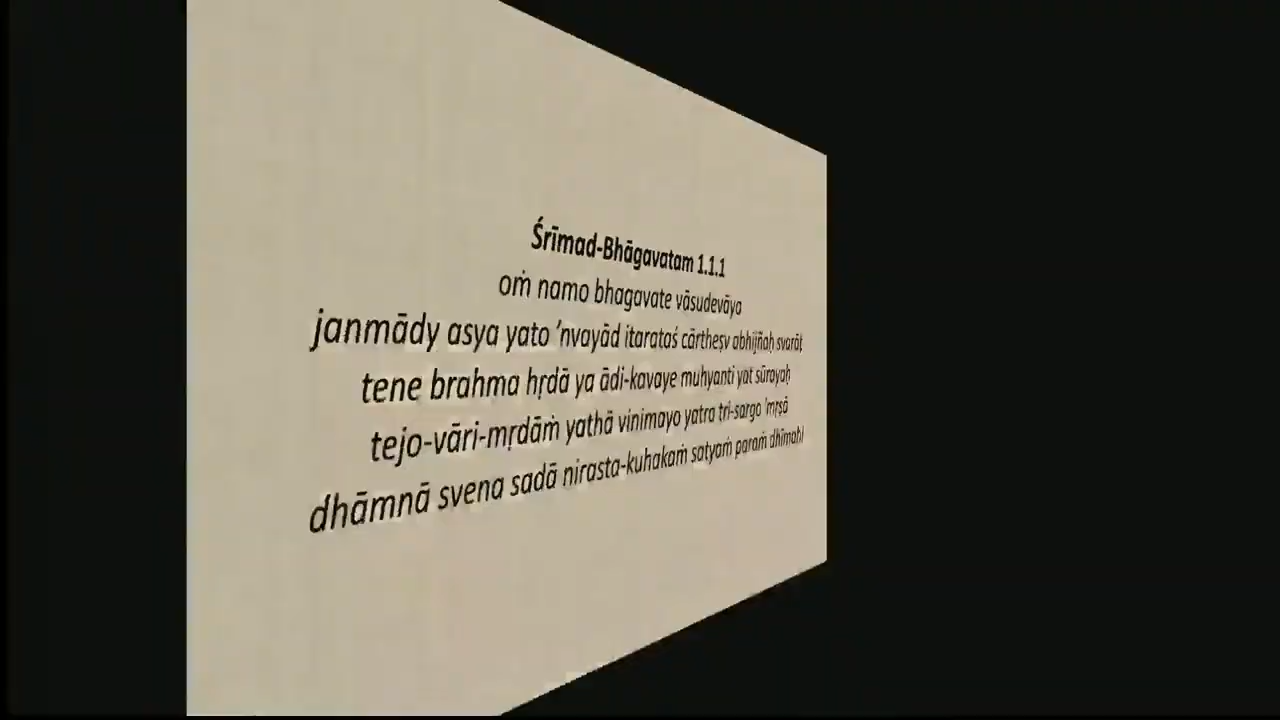 Śrīmad-Bhāgavatam 1.1.1
oṁ namo bhagavate vāsudevāya
janmādy asya yato ’nvayād itarataś cārtheṣv abhijñaḥ svarāṭ
tene brahma hṛdā ya ādi-kavaye muhyanti yat sūrayaḥ
tejo-vāri-mṛdāṁ yathā vinimayo yatra tri-sargo ’mṛṣā
dhāmnā svena sadā nirasta-kuhakaṁ satyaṁ paraṁ dhīmahi